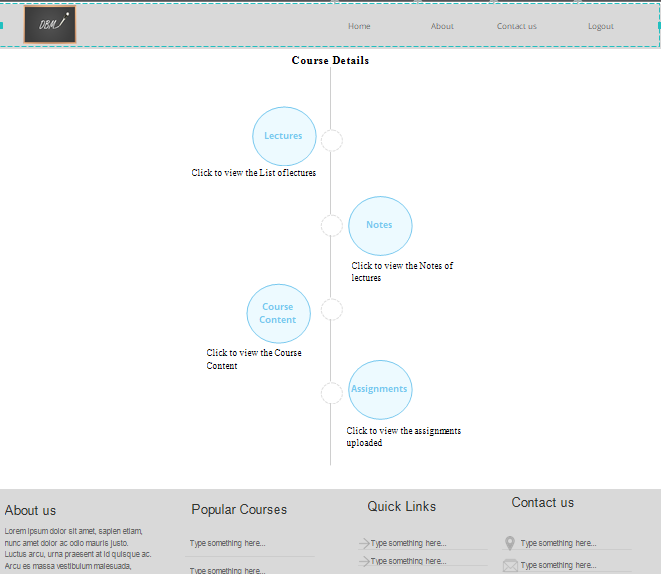 DBMJ
Home
About
Contact us
Logout
Course Details
Lectures
Click to view the List of lectures
Notes
Click to view the Notes of
lectures
Course
Content
Click to view the Course
Content
Assignments
Click to view the assignments
uploaded
About us
Lorem ipsum dolor sit amet, sapien etiam,
nunc amet dolor ac odio mauris justo.
Luctus arcu, urna praesent at id quisque ac.
Arcu es massa vestibulum malesuada,
Popular Courses
Type something here...
Type something here...
Quick Links
Type something here...
Type something here...
Contact us
Type something here...
Type something here...